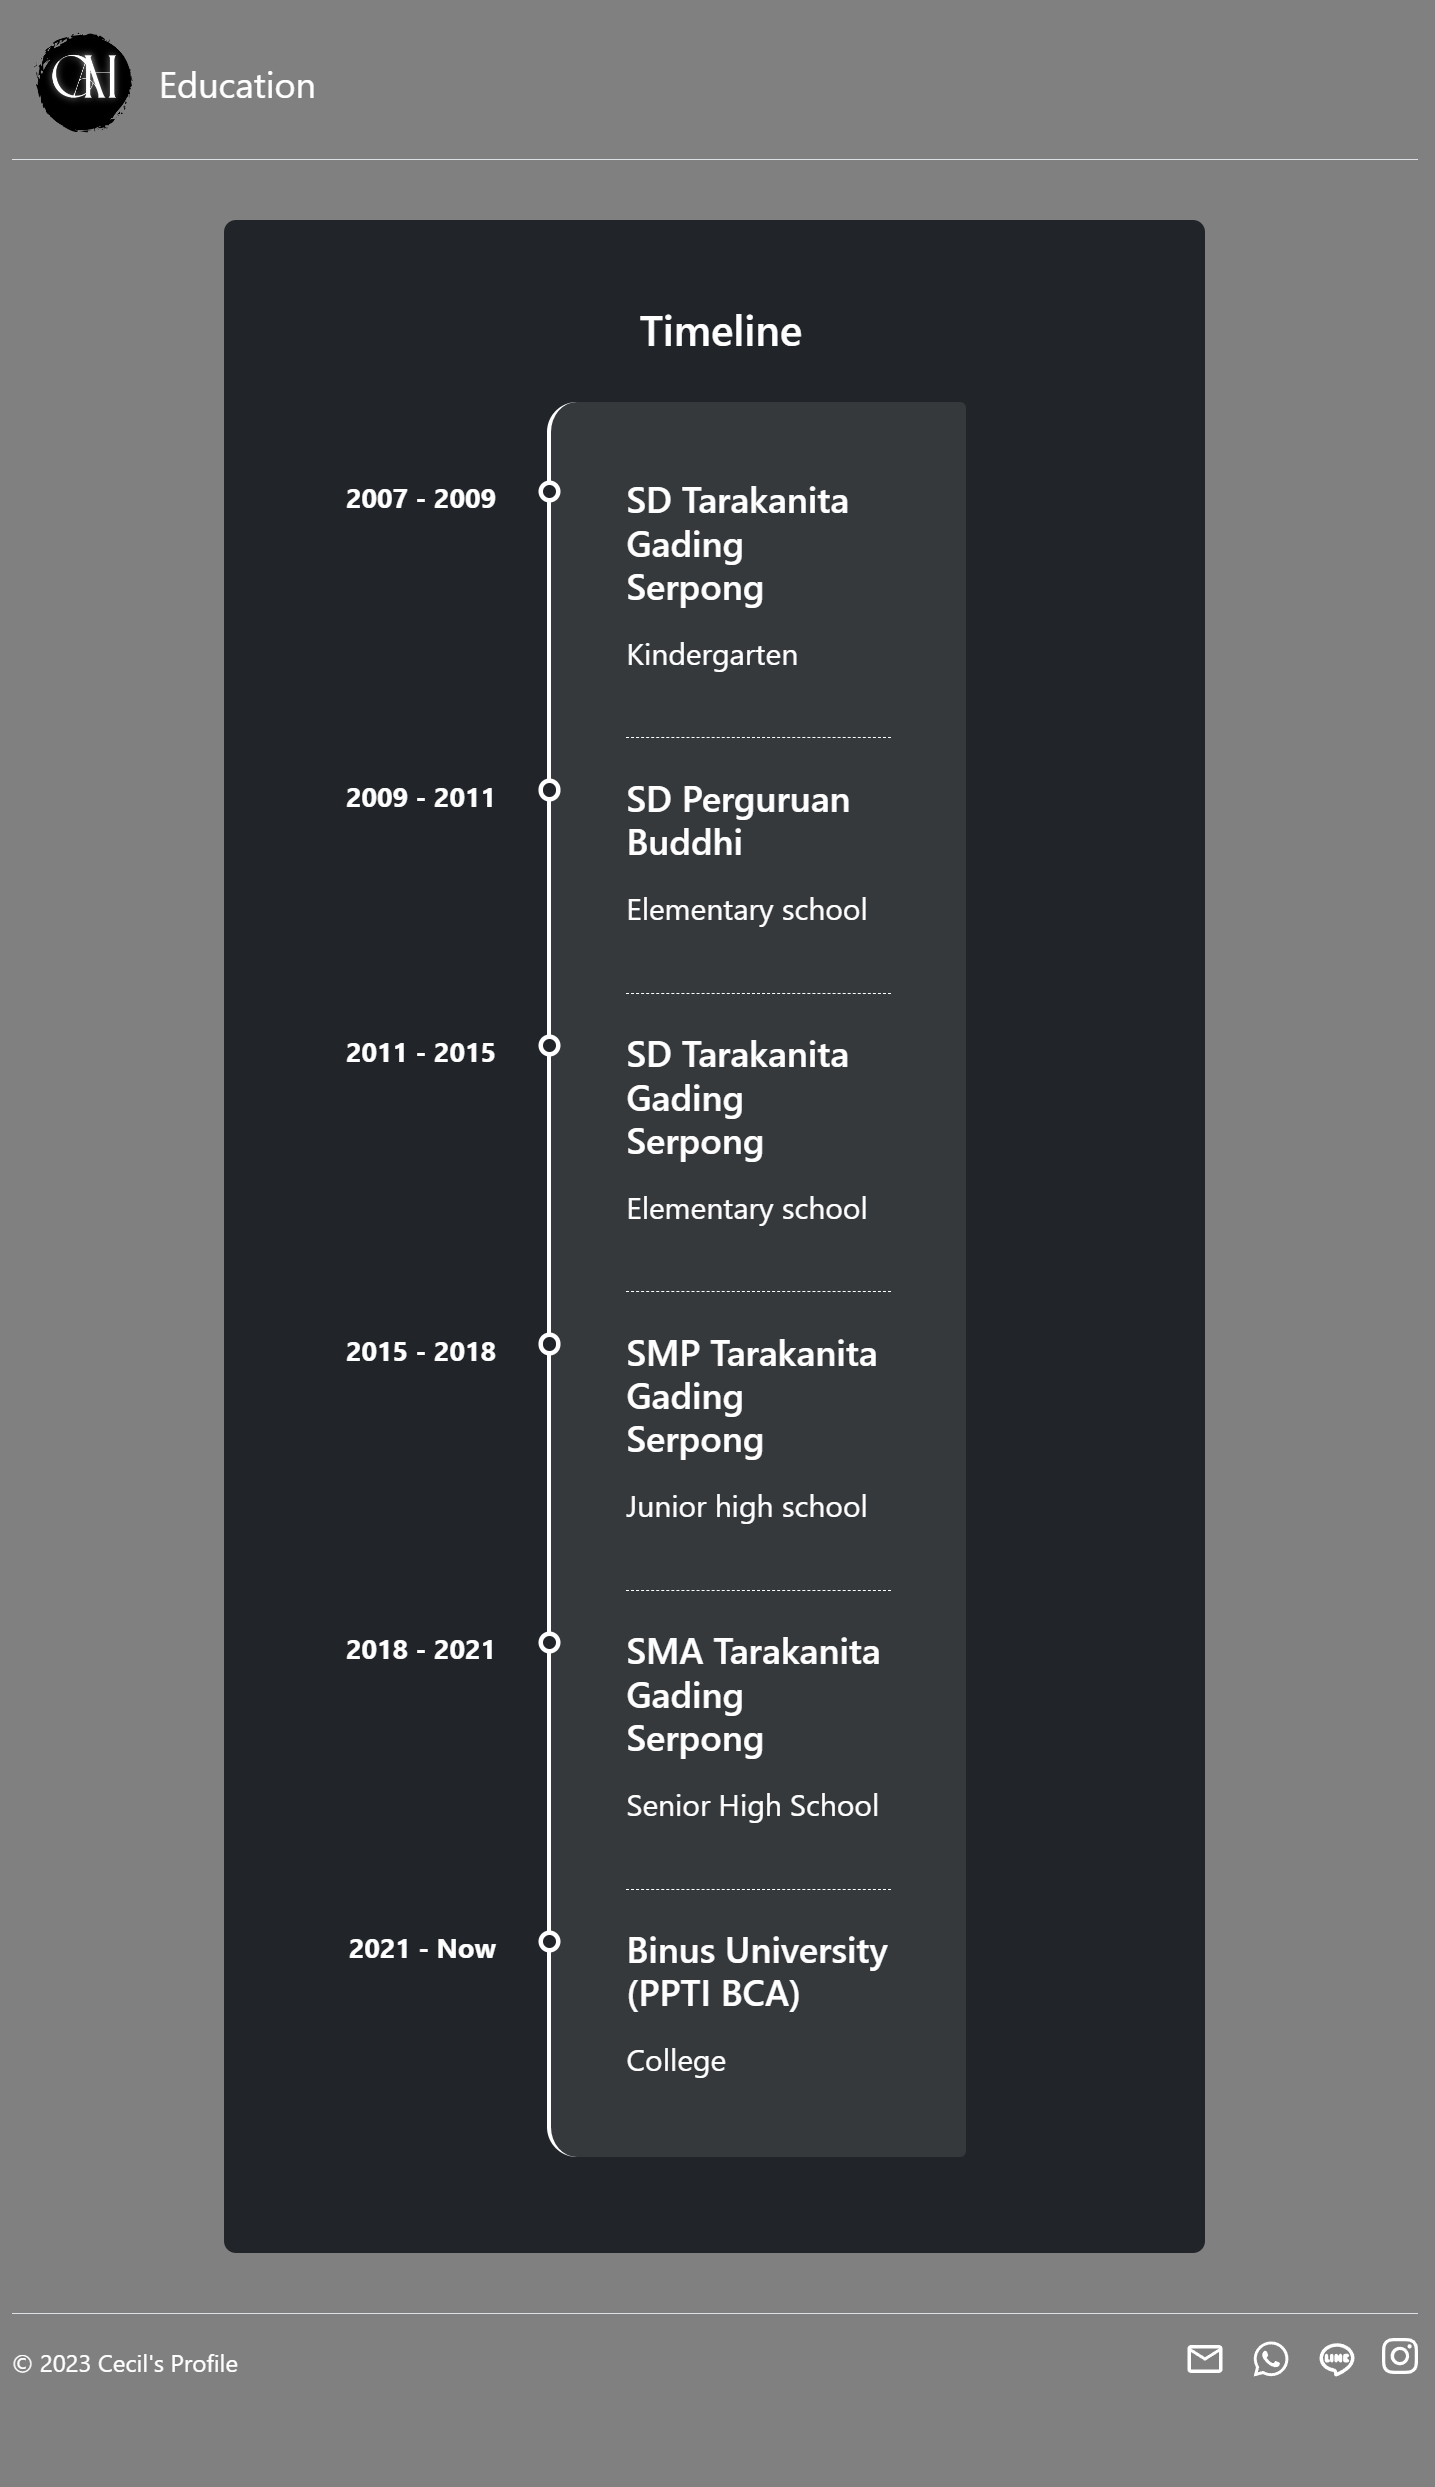 CAH
Education
Timeline
2007 - 2009
SD Tarakanita
Gading
Serpong
Kindergarten
2009 - 2011
SD Perguruan
Buddhi
Elementary school
2011 - 2015
SD Tarakanita
Gading
Serpong
Elementary school
2015 - 2018
SMP Tarakanita
Gading
Serpong
Junior high school
2018 - 2021
SMA Tarakanita
Gading
Serpong
Senior High School
2021 - Now
Binus University
(PPTI BCA)
College
© 2023 Cecil's Profile
LINE